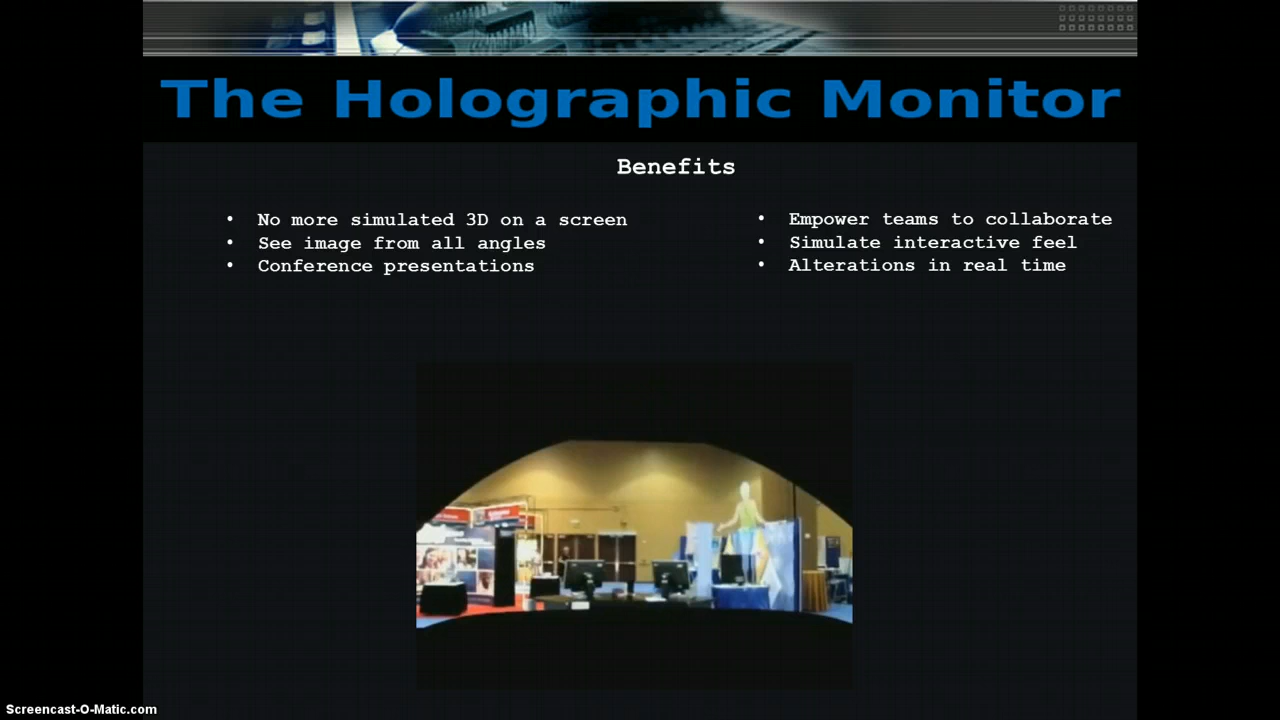 The Holographic Monitor
Benefits
• No more simulated 3D on a screen
• See image from all angles
• Conference presentations
• Empower teams to collaborate
• Simulate interactive feel
• Alterations in real time
Screencast-O-Matic.com